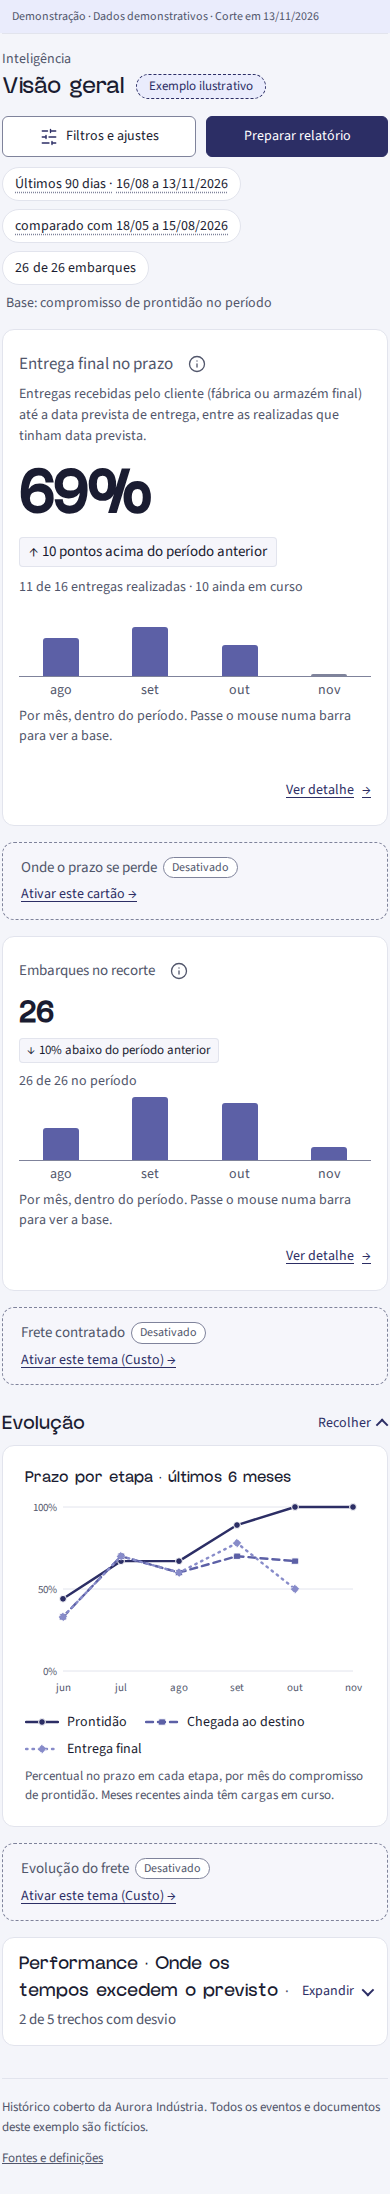 Demonstração · Dados demonstrativos · Corte em 13/11/2026
Inteligência
Visão geral
Exemplo ilustrativo
Filtros e ajustes
Preparar relatório
Últimos 90 dias · 16/08 a 13/11/2026
comparado com 18/05 a 15/08/2026
26 de 26 embarques
Base: compromisso de prontidão no período
Entrega final no prazo
Entregas recebidas pelo cliente (fábrica ou armazém final)
até a data prevista de entrega, entre as realizadas que
tinham data prevista.
69%
↑ 10 pontos acima do período anterior
11 de 16 entregas realizadas · 10 ainda em curso
ago set out nov
Por mês, dentro do período. Passe o mouse numa barra
para ver a base.
Ver detalhe →
Onde o prazo se perde Desativado
Ativar este cartão →
Embarques no recorte
26
↓ 10% abaixo do período anterior
26 de 26 no período
ago set out nov
Por mês, dentro do período. Passe o mouse numa barra
para ver a base.
Ver detalhe →
Frete contratado Desativado
Ativar este tema (Custo) →
Evolução
Recolher
Prazo por etapa · últimos 6 meses
100%
50%
0%
jun jul ago set out nov
Prontidão Chegada ao destino
Entrega final
Percentual no prazo em cada etapa, por mês do compromisso
de prontidão. Meses recentes ainda têm cargas em curso.
Evolução do frete Desativado
Ativar este tema (Custo) →
Performance · Onde os
tempos excedem o previsto · Expandir
2 de 5 trechos com desvio
Histórico coberto da Aurora Indústria. Todos os eventos e documentos
deste exemplo são fictícios.
Fontes e definições